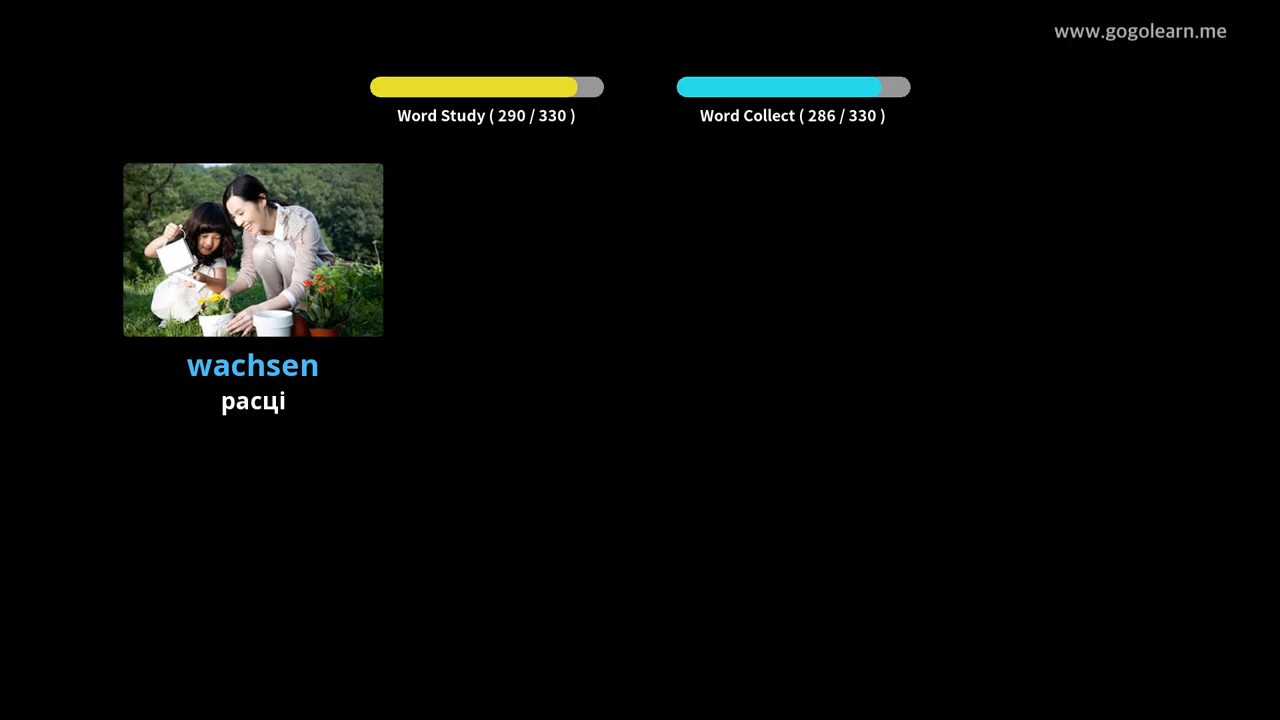 www.gogolearn.me
Word Study ( 290 / 330 )
Word Collect ( 286 / 330 )
wachsen
расці